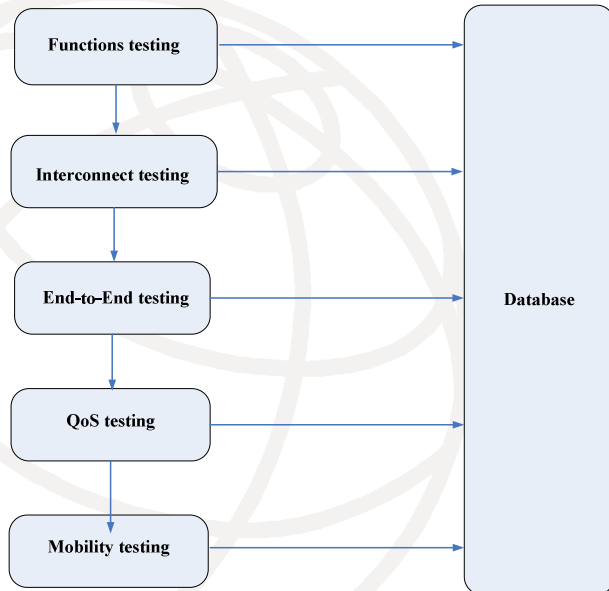 Functions testing
Interconnect testing
End-to-End testing
Database
QoS testing
Mobility testing